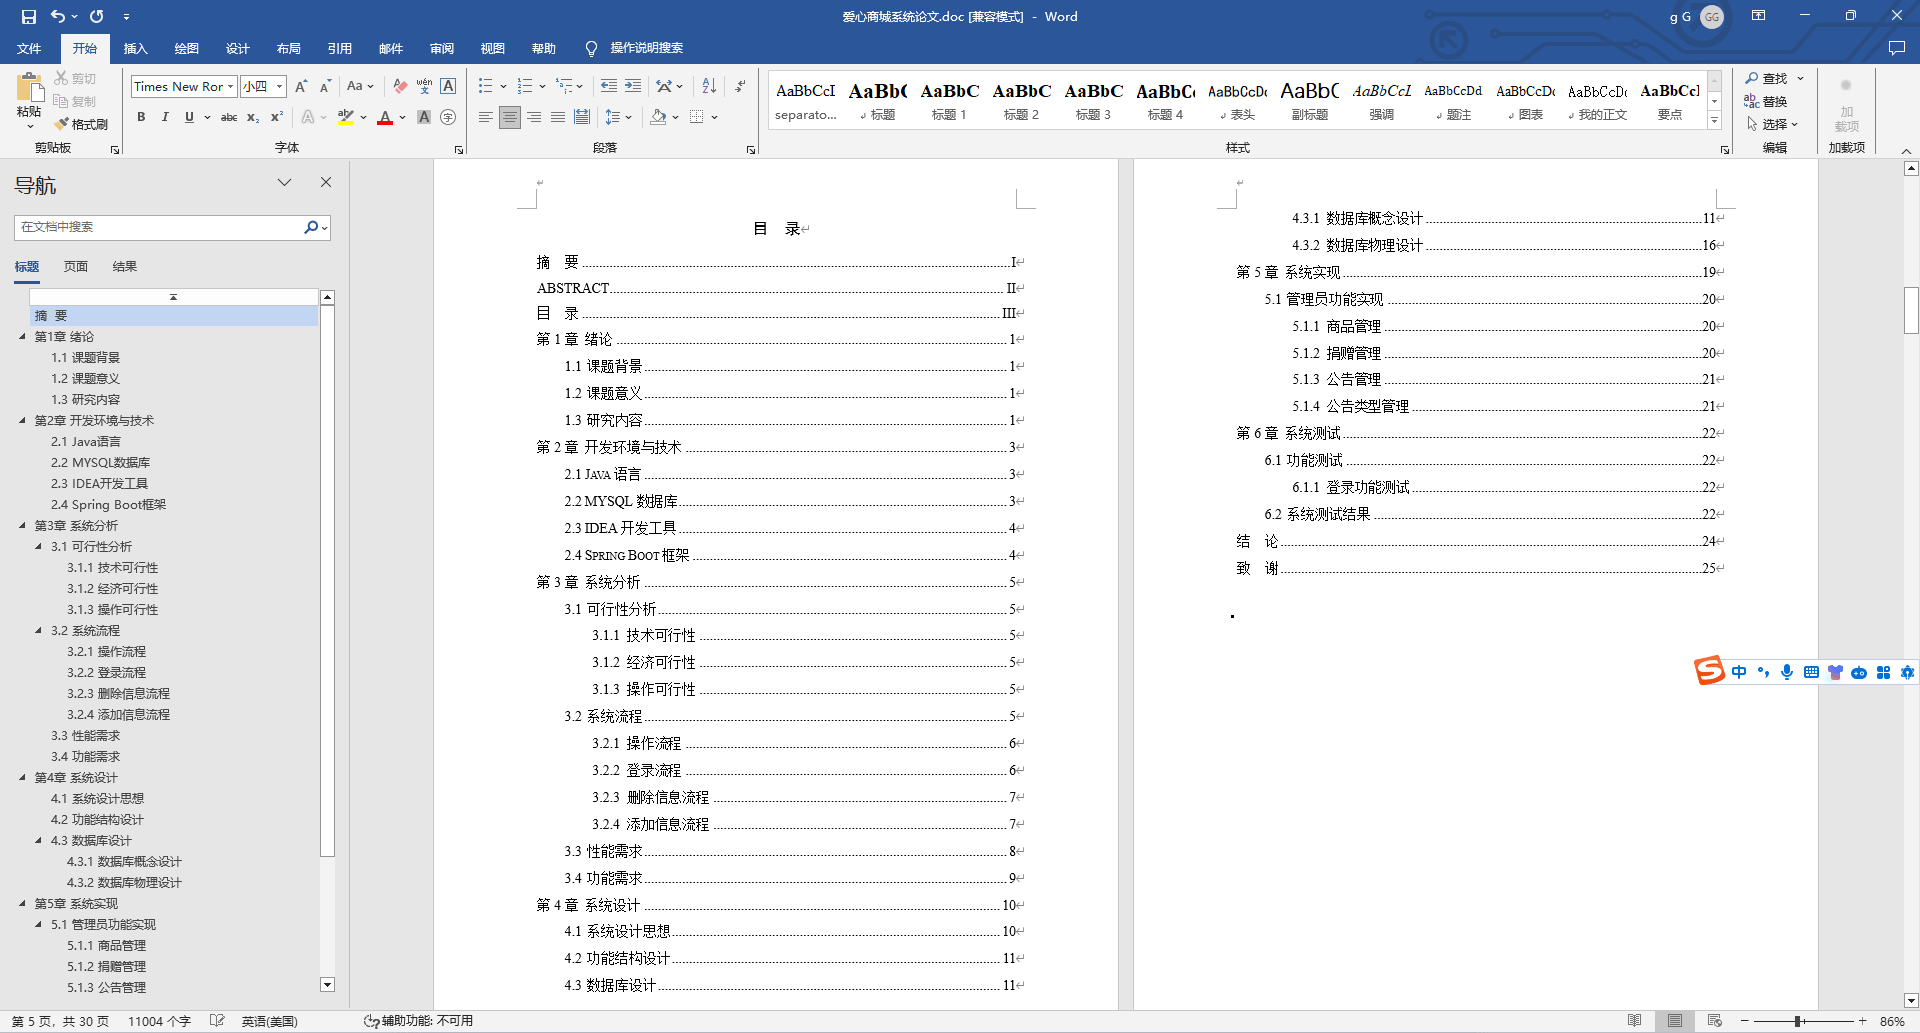 爱心商城系统论文.doc [兼容模式] - Word
g G
GG
文件 开始 插入 绘图 设计 布局 引用 邮件 审阅 视图 帮助 操作说明搜索
粘贴
剪切
复制
格式刷
剪贴板
Times New Ror 小四
字体
段落
AaBbCcI AaBb( AaBbC AaBbC AaBbC AaBbC( AaBbCcDc AaBbC AaBbCcL AaBbCcDd AaBbCcDc AaBbCcDc AaBbCcl
separato... 标题 标题 1 标题 2 标题 3 标题 4 表头 副标题 强调 题注 图表 我的正文 要点
样式
查找
替换
选择
编辑
加载项
加载项
导航
在文档中搜索
标题 页面 结果
摘 要
第1章 绪论
1.1 课题背景
1.2 课题意义
1.3 研究内容
第2章 开发环境与技术
2.1 Java语言
2.2 MYSQL数据库
2.3 IDEA开发工具
2.4 Spring Boot框架
第3章 系统分析
3.1 可行性分析
3.1.1 技术可行性
3.1.2 经济可行性
3.1.3 操作可行性
3.2 系统流程
3.2.1 操作流程
3.2.2 登录流程
3.2.3 删除信息流程
3.2.4 添加信息流程
3.3 性能需求
3.4 功能需求
第4章 系统设计
4.1 系统设计思想
4.2 功能结构设计
4.3 数据库设计
4.3.1 数据库概念设计
4.3.2 数据库物理设计
第5章 系统实现
5.1 管理员功能实现
5.1.1 商品管理
5.1.2 捐赠管理
5.1.3 公告管理
目 录
摘 要 I
ABSTRACT II
目 录 III
第 1 章 绪论 1
1.1 课题背景 1
1.2 课题意义 1
1.3 研究内容 1
第 2 章 开发环境与技术 3
2.1 JAVA 语言 3
2.2 MYSQL 数据库 3
2.3 IDEA 开发工具 4
2.4 SPRING BOOT 框架 4
第 3 章 系统分析 5
3.1 可行性分析 5
3.1.1 技术可行性 5
3.1.2 经济可行性 5
3.1.3 操作可行性 5
3.2 系统流程 5
3.2.1 操作流程 6
3.2.2 登录流程 6
3.2.3 删除信息流程 7
3.2.4 添加信息流程 7
3.3 性能需求 8
3.4 功能需求 9
第 4 章 系统设计 10
4.1 系统设计思想 10
4.2 功能结构设计 11
4.3 数据库设计 11
4.3.1 数据库概念设计 11
4.3.2 数据库物理设计 16
第 5 章 系统实现 19
5.1 管理员功能实现 20
5.1.1 商品管理 20
5.1.2 捐赠管理 20
5.1.3 公告管理 21
5.1.4 公告类型管理 21
第 6 章 系统测试 22
6.1 功能测试 22
6.1.1 登录功能测试 22
6.2 系统测试结果 22
结 论 24
致 谢 25
中
第 5 页，共 30 页 11004 个字 英语(美国) 辅助功能: 不可用 86%